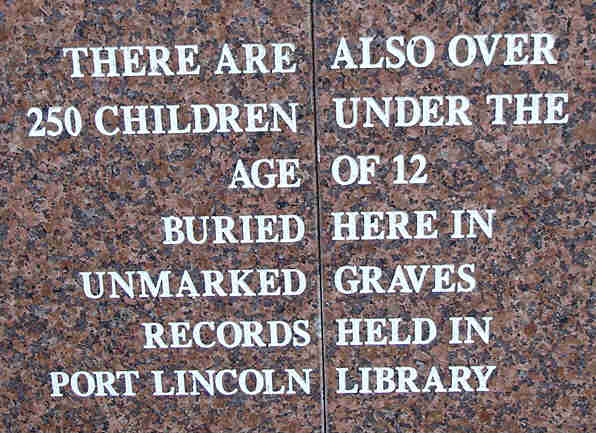 THERE ARE ALSO OVER
250 CHILDREN UNDER THE
AGE OF 12
BURIED HERE IN
UNMARKED GRAVES
RECORDS HELD IN
PORT LINCOLN LIBRARY